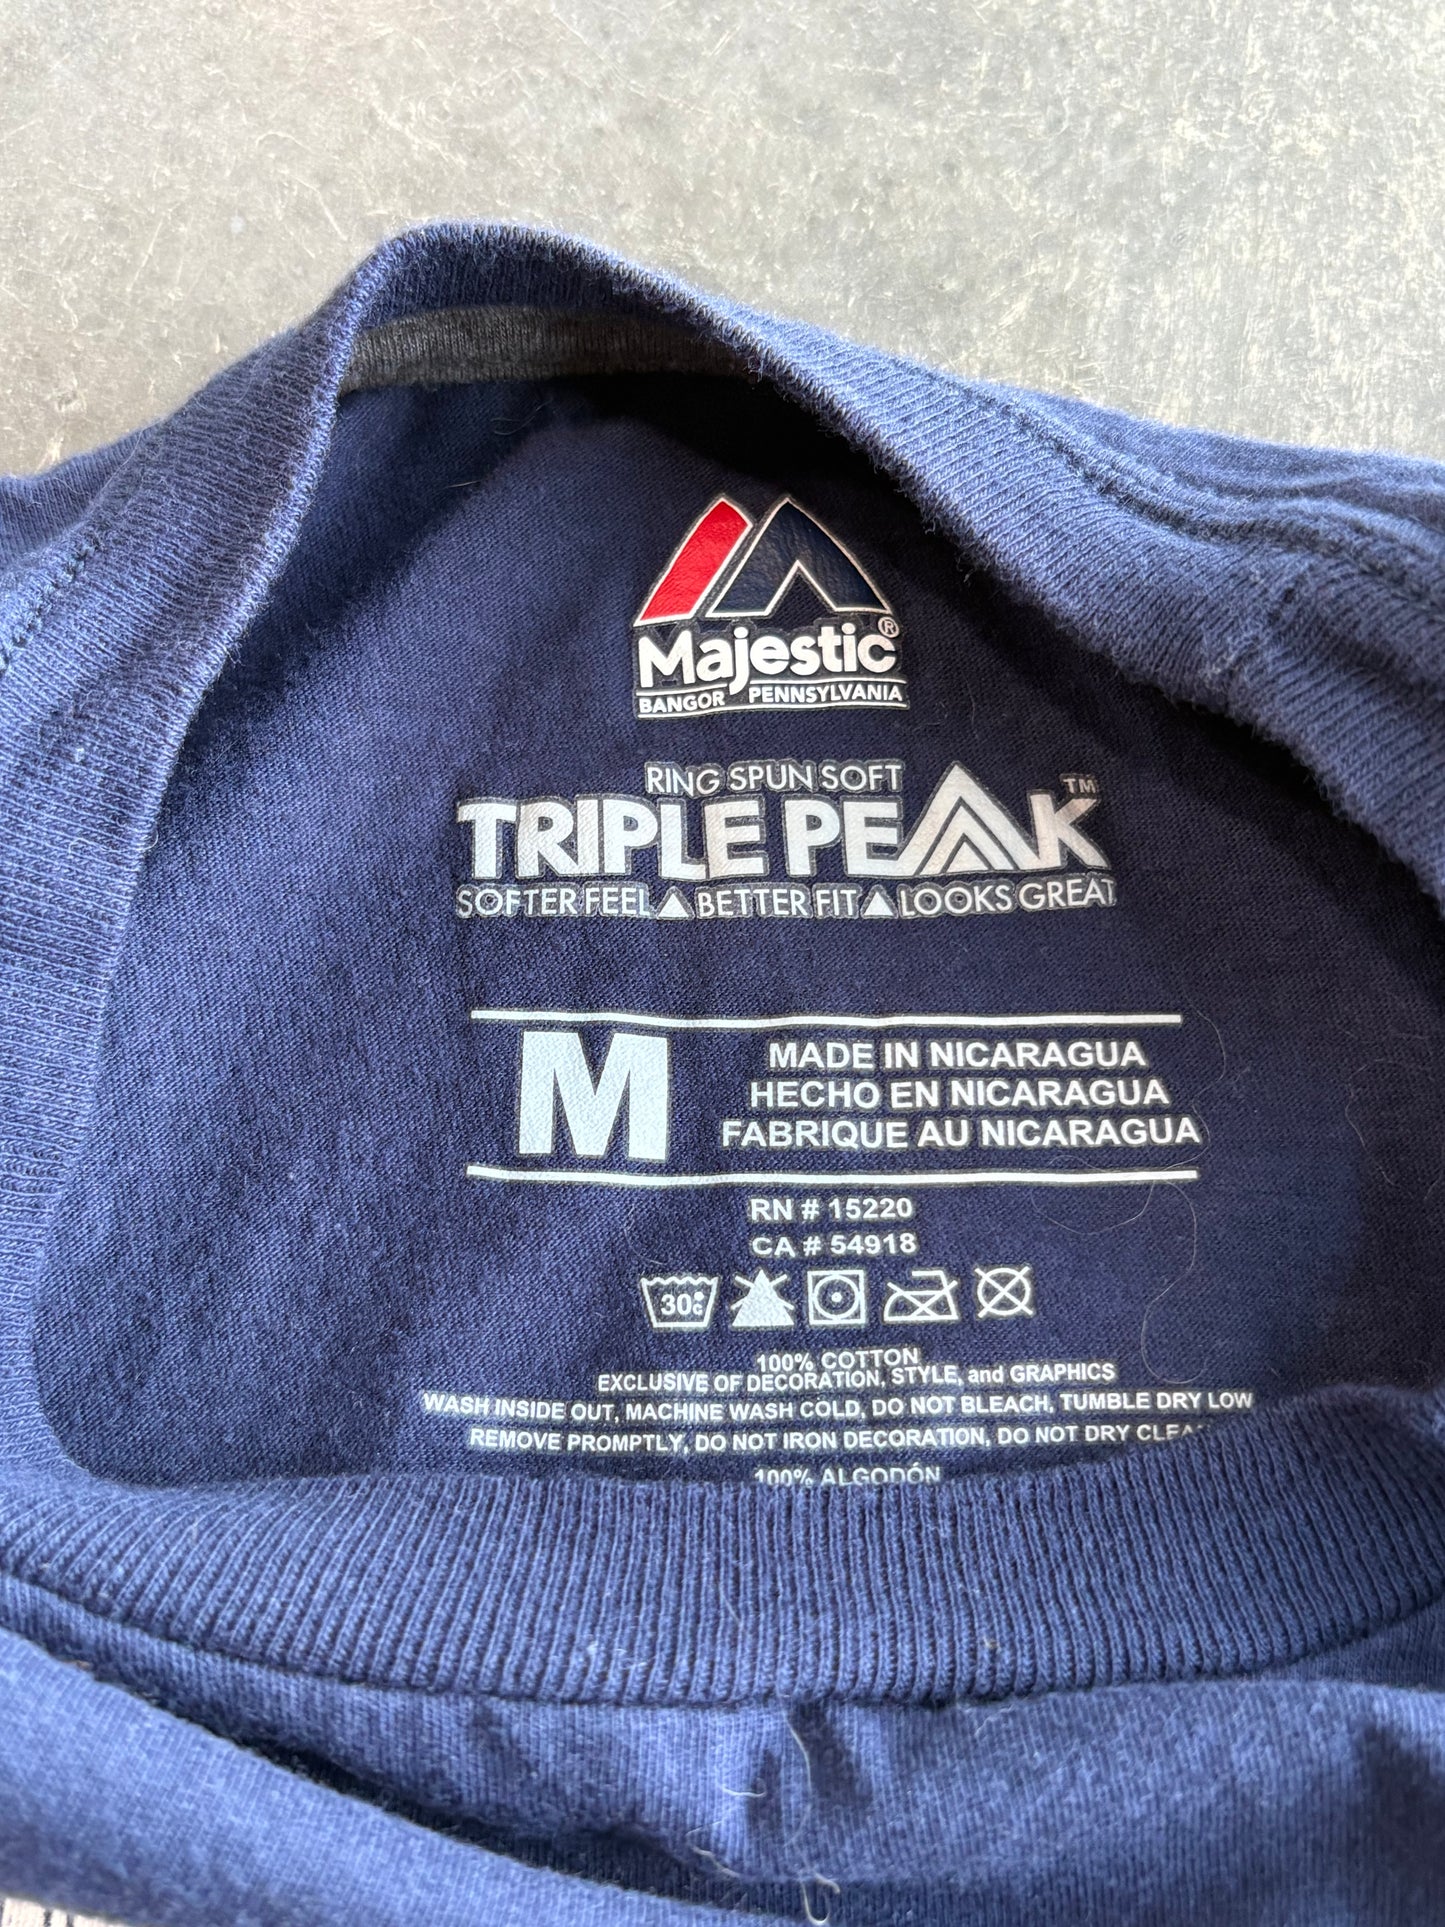 Majestic®
BANGOR PENNSYLVANIA
RING SPUN SOFT
TRIPLE PEAK™
SOFTER FEEL BETTER FIT LOOKS GREAT
M
MADE IN NICARAGUA
HECHO EN NICARAGUA
FABRIQUE AU NICARAGUA
RN # 15220
CA # 54918
30c
100% COTTON
EXCLUSIVE OF DECORATION, STYLE, and GRAPHICS
WASH INSIDE OUT, MACHINE WASH COLD, DO NOT BLEACH, TUMBLE DRY LOW
REMOVE PROMPTLY, DO NOT IRON DECORATION, DO NOT DRY CLEA
100% ALGODÓN